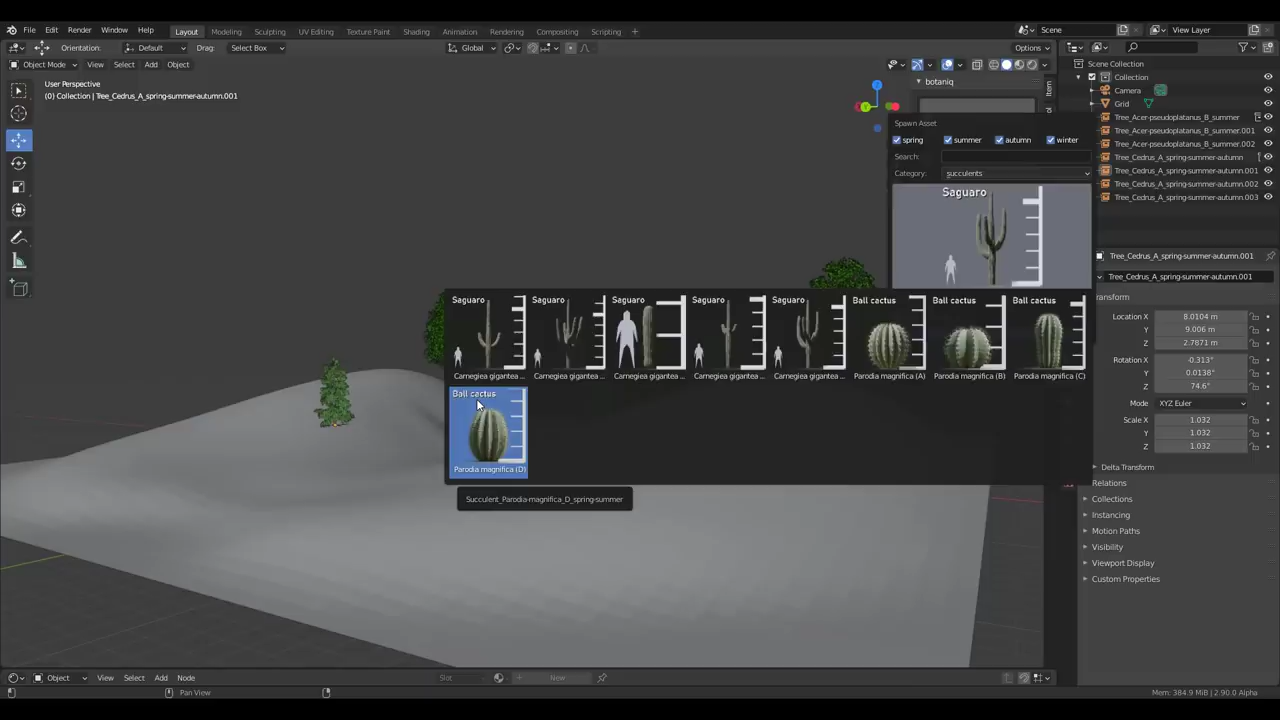 File Edit Render Window Help Layout Modeling Sculpting UV Editing Texture Paint Shading Animation Rendering Compositing Scripting + Scene View Layer
Orientation: Default Drag: Select Box Global Options
Object Mode View Select Add Object
User Perspective
(0) Collection | Tree_Cedrus_A_spring-summer-autumn.001
botaniq
Item
Spawn Asset
spring summer autumn winter
Search:
Category: succulents
Saguaro
Saguaro Saguaro Saguaro Saguaro Saguaro Ball cactus Ball cactus Ball cactus
Carnegiea gigantea ... Carnegiea gigantea ... Carnegiea gigantea ... Carnegiea gigantea ... Carnegiea gigantea ... Parodia magnifica (A) Parodia magnifica (B) Parodia magnifica (C)
Ball cactus
Parodia magnifica (D)
Succulent_Parodia-magnifica_D_spring-summer
Scene Collection
Collection
Camera
Grid
Tree_Acer-pseudoplatanus_B_summer
Tree_Acer-pseudoplatanus_B_summer.001
Tree_Acer-pseudoplatanus_B_summer.002
Tree_Cedrus_A_spring-summer-autumn
Tree_Cedrus_A_spring-summer-autumn.001
Tree_Cedrus_A_spring-summer-autumn.002
Tree_Cedrus_A_spring-summer-autumn.003
Tree_Cedrus_A_spring-summer-autumn.001
Tree_Cedrus_A_spring-summer-autumn.001
ransform
Location X 8.0104 m
Y 9.006 m
Z 2.7871 m
Rotation X -0.313°
Y 0.0138°
Z 74.6°
Mode XYZ Euler
Scale X 1.032
Y 1.032
Z 1.032
Delta Transform
Relations
Collections
Instancing
Motion Paths
Visibility
Viewport Display
Custom Properties
Object View Select Add Node Slot New
Pan View Mem: 384.9 MiB | 2.90.0 Alpha